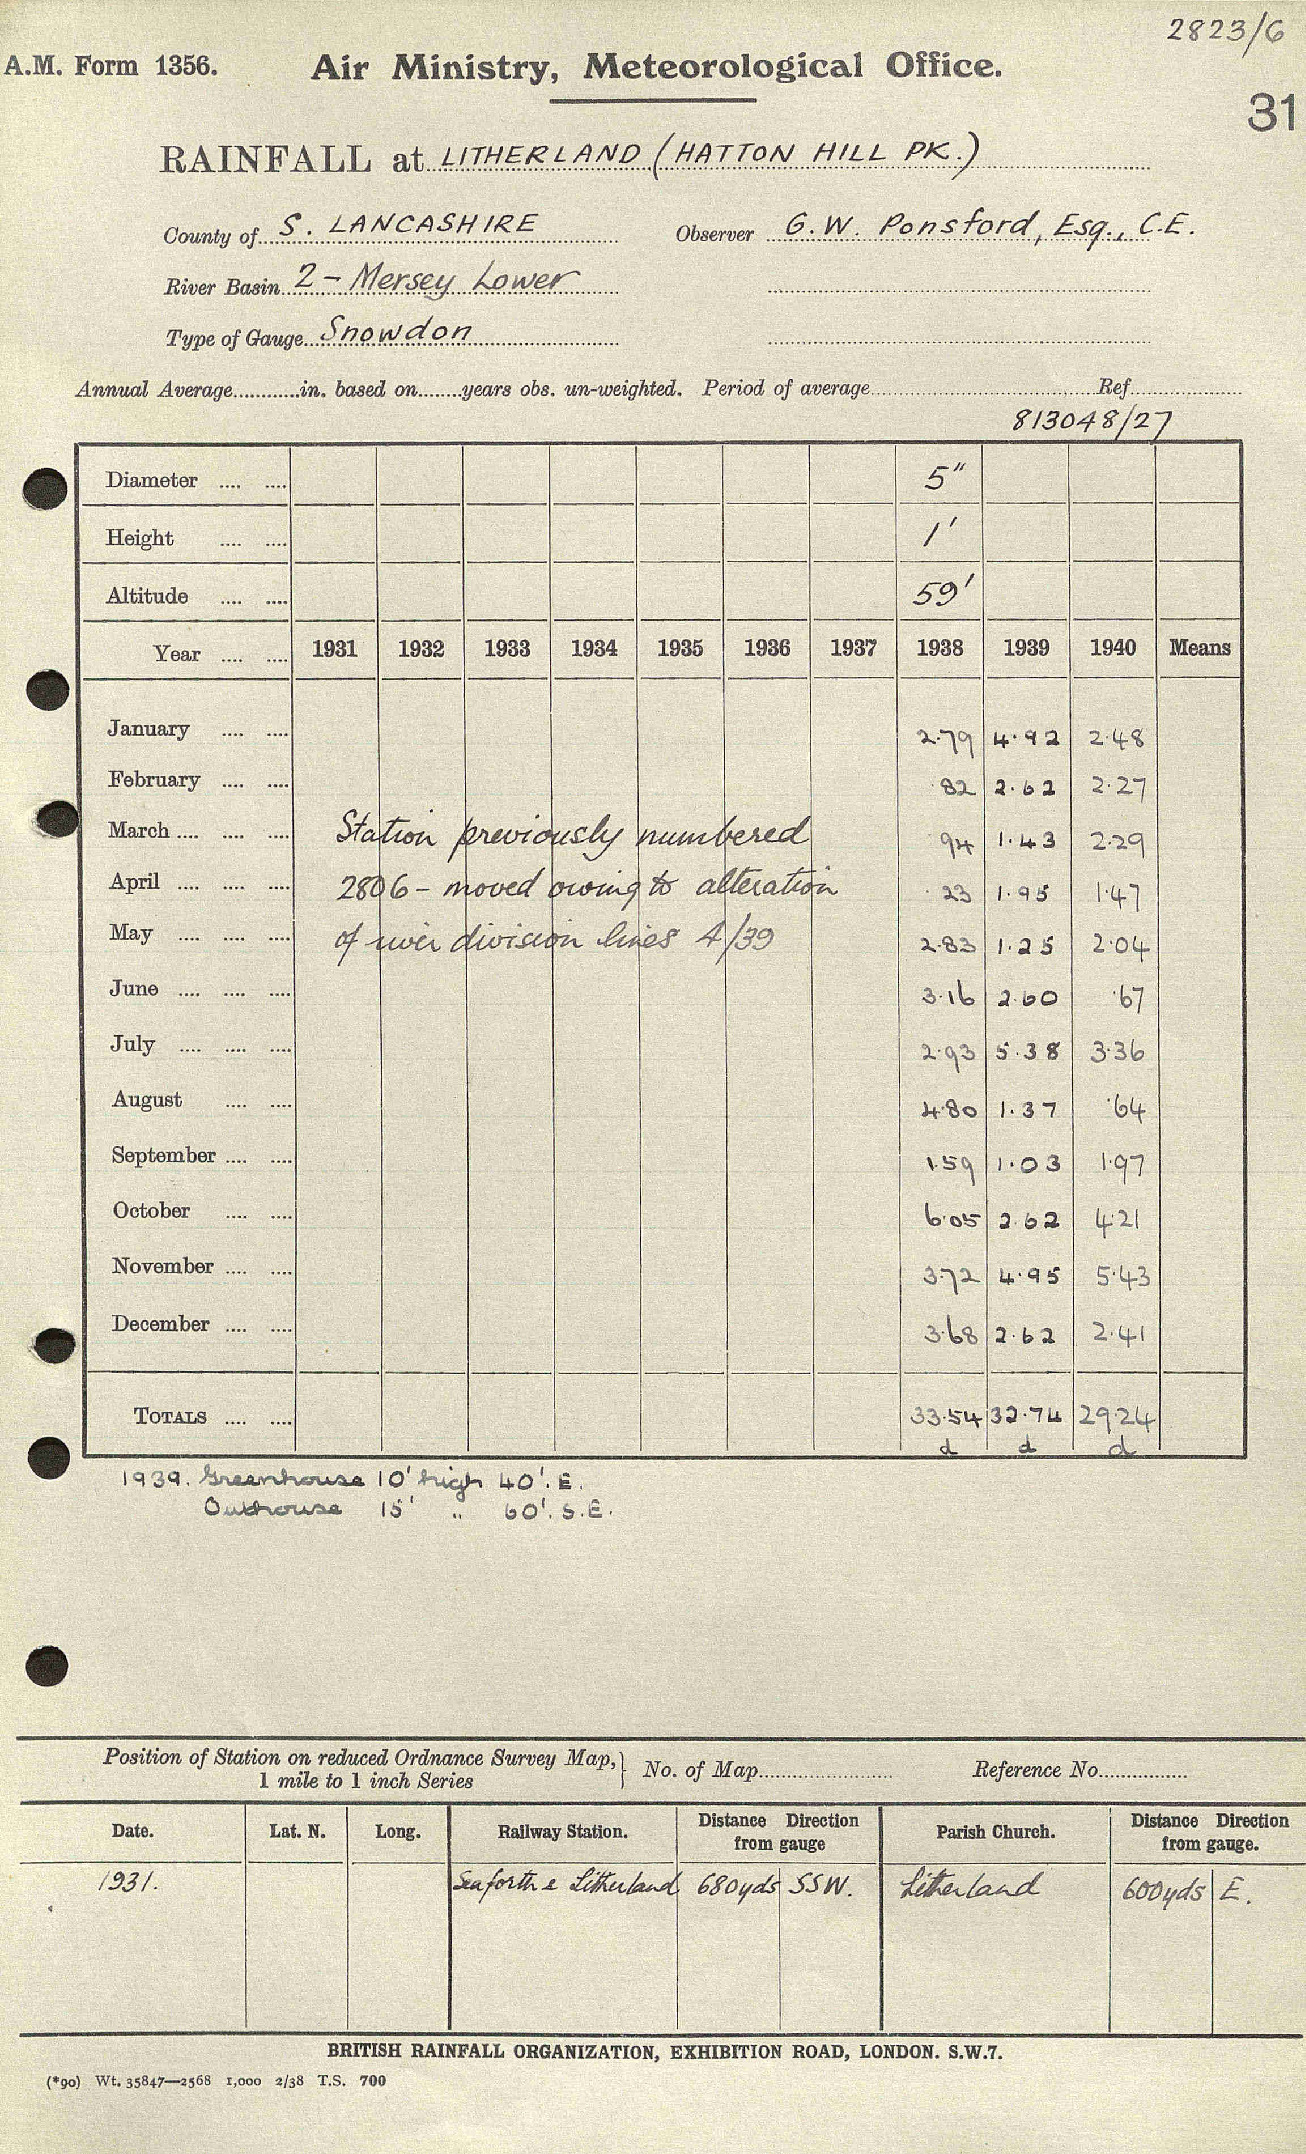 2823/6
A.M. Form 1356. Air Ministry, Meteorological Office.
31
RAINFALL at LITHERLAND (HATTON HILL PK.)
County of S. LANCASHIRE Observer G.W. Ponsford, Esq., C.E.
River Basin 2 - Mersey Lower
Type of Gauge Snowdon
Annual Average............in. based on........years obs. un-weighted. Period of average........................Ref..............
813048/27
Diameter .... .... 5"
Height .... .... 1'
Altitude .... .... 59'
Year .... .... 1931 1932 1933 1934 1935 1936 1937 1938 1939 1940 Means
January .... .... 2.79 4.92 2.48
February .... .... .82 2.62 2.27
March .... .... .... Station previously numbered .94 1.43 2.29
April .... .... .... 2806 - moved owing to alteration .23 1.95 1.47
May .... .... .... of river division lines 4/39 2.83 1.25 2.04
June .... .... .... 3.16 2.60 .67
July .... .... .... 2.93 5.38 3.36
August .... .... 4.80 1.37 .64
September .... .... 1.59 1.03 1.97
October .... .... 6.05 2.62 4.21
November .... .... 3.72 4.95 5.43
December .... .... 3.68 2.62 2.41
TOTALS .... .... 33.54 32.74 29.24
d d d
1939. Greenhouse 10' high 40'. E.
Outhouse 15' " 60'. S.E.
Position of Station on reduced Ordnance Survey Map, } No. of Map........................ Reference No................
1 mile to 1 inch Series
Date. Lat. N. Long. Railway Station. Distance Direction from gauge Parish Church. Distance Direction from gauge.
1931. Seaforth & Litherland 680yds SSW. Litherland 600yds E.
BRITISH RAINFALL ORGANIZATION, EXHIBITION ROAD, LONDON. S.W.7.
(*90) Wt. 35847—2568 1,000 2/38 T.S. 700